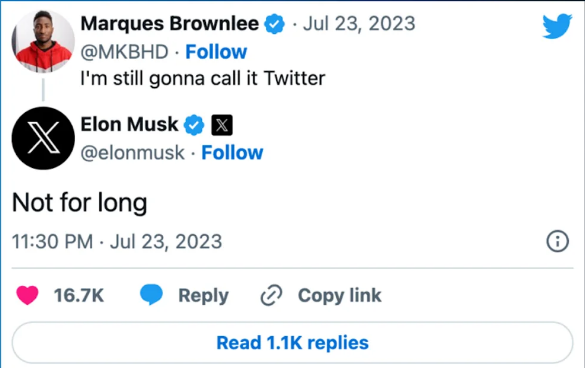 Marques Brownlee · Jul 23, 2023
@MKBHD · Follow
I'm still gonna call it Twitter
Elon Musk
@elonmusk · Follow
Not for long
11:30 PM · Jul 23, 2023
16.7K Reply Copy link
Read 1.1K replies